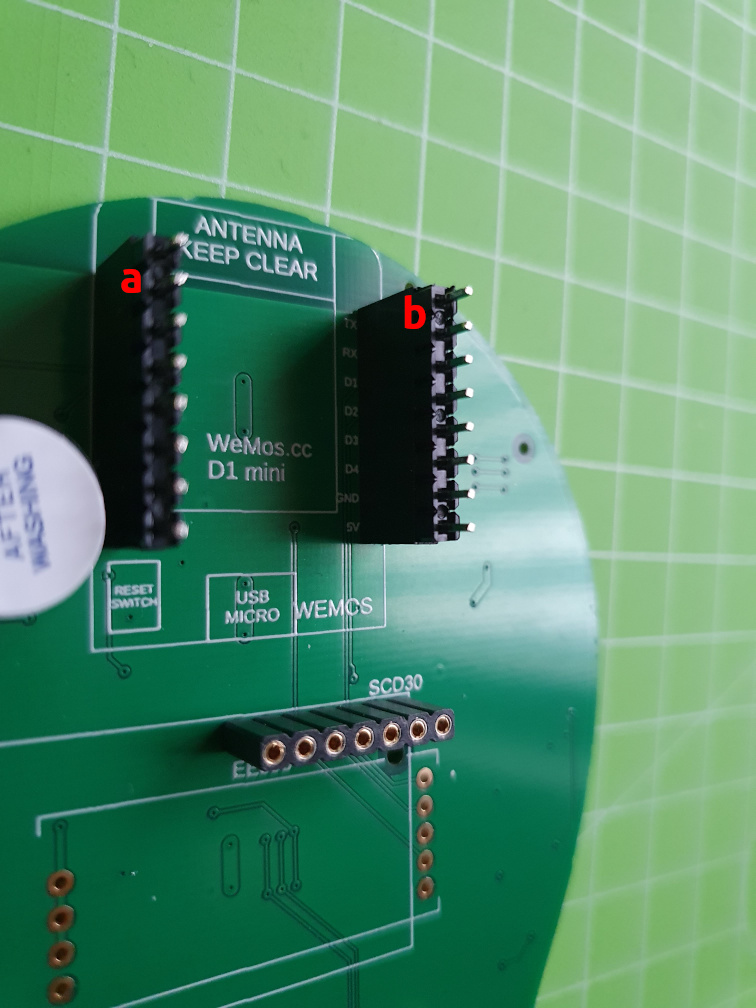 ANTENNA
KEEP CLEAR
a
b
TX
RX
D1
D2
D3
D4
GND
5V
WeMos.cc
D1 mini
AFTER
WASHING
RESET
SWITCH
USB
MICRO
WEMOS
SCD30